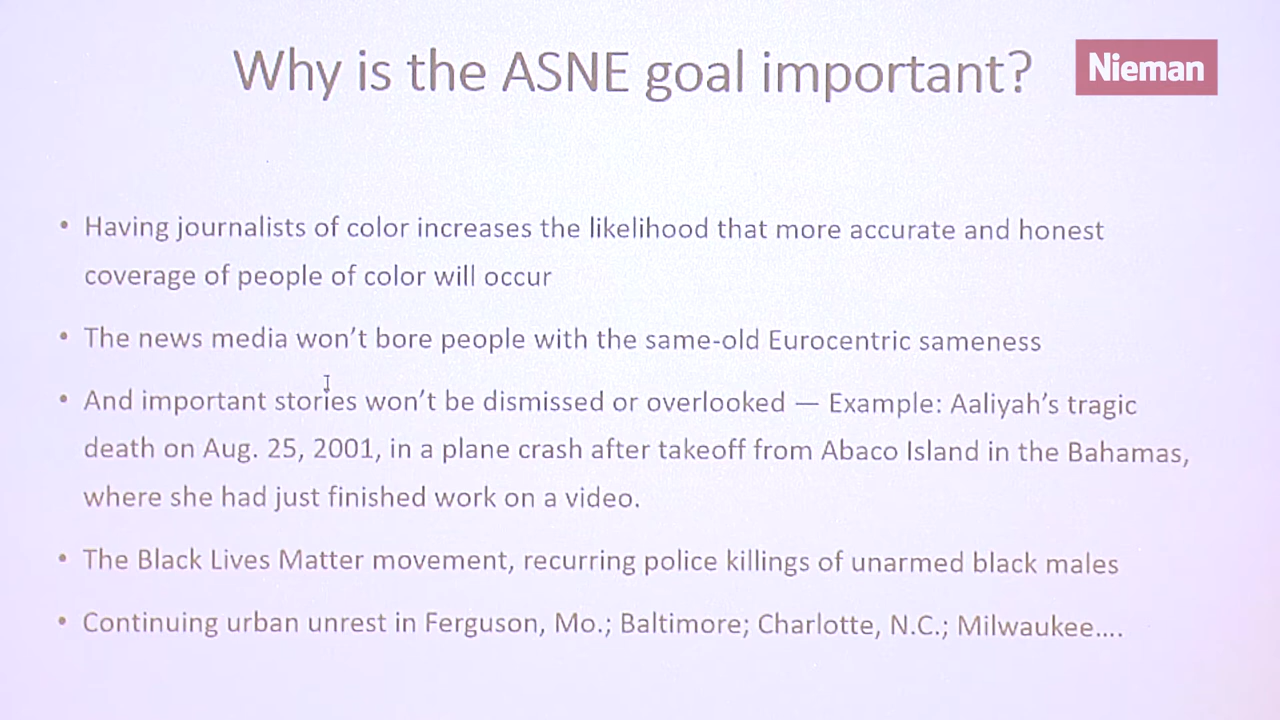 Why is the ASNE goal important?
Nieman
• Having journalists of color increases the likelihood that more accurate and honest
coverage of people of color will occur
• The news media won't bore people with the same-old Eurocentric sameness
• And important stories won't be dismissed or overlooked — Example: Aaliyah's tragic
death on Aug. 25, 2001, in a plane crash after takeoff from Abaco Island in the Bahamas,
where she had just finished work on a video.
• The Black Lives Matter movement, recurring police killings of unarmed black males
• Continuing urban unrest in Ferguson, Mo.; Baltimore; Charlotte, N.C.; Milwaukee....